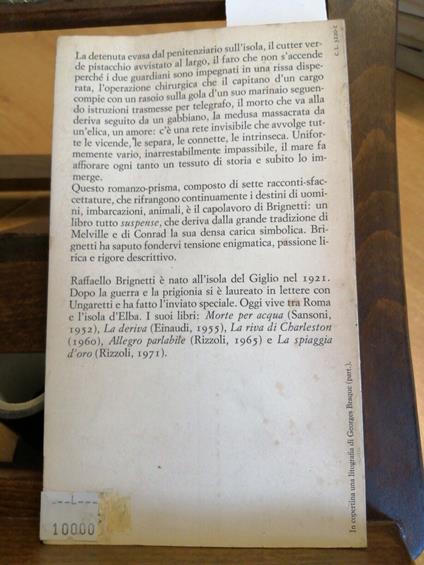 La detenuta evasa dal penitenziario sull'isola, il cutter ver-
de pistacchio avvistato al largo, il faro che non s'accende
perché i due guardiani sono impegnati in una rissa dispe-
rata, l'operazione chirurgica che il capitano d'un cargo
compie con un rasoio sulla gola d'un suo marinaio seguen-
do istruzioni trasmesse per telegrafo, il morto che va alla
deriva seguito da un gabbiano, la medusa massacrata da
un'elica, un amore: c'è una rete invisibile che avvolge tut-
te le vicende, le separa, le connette, le intrinseca. Unifor-
memente vario, inarrestabilmente impassibile, il mare fa
affiorare ogni tanto un tessuto di storia e subito lo im-
merge.
Questo romanzo-prisma, composto di sette racconti-sfac-
cettature, che rifrangono continuamente i destini di uomi-
ni, imbarcazioni, animali, è il capolavoro di Brignetti: un
libro tutto suspense, che deriva dalla grande tradizione di
Melville e di Conrad la sua densa carica simbolica. Bri-
gnetti ha saputo fondervi tensione enigmatica, passione li-
rica e rigore descrittivo.
Raffaello Brignetti è nato all'isola del Giglio nel 1921.
Dopo la guerra e la prigionia si è laureato in lettere con
Ungaretti e ha fatto l'inviato speciale. Oggi vive tra Roma
e l'isola d'Elba. I suoi libri: Morte per acqua (Sansoni,
1952), La deriva (Einaudi, 1955), La riva di Charleston
(1960), Allegro parlabile (Rizzoli, 1965) e La spiaggia
d'oro (Rizzoli, 1971).
In copertina una litografia di Georges Braque (part.).
---L---
10000